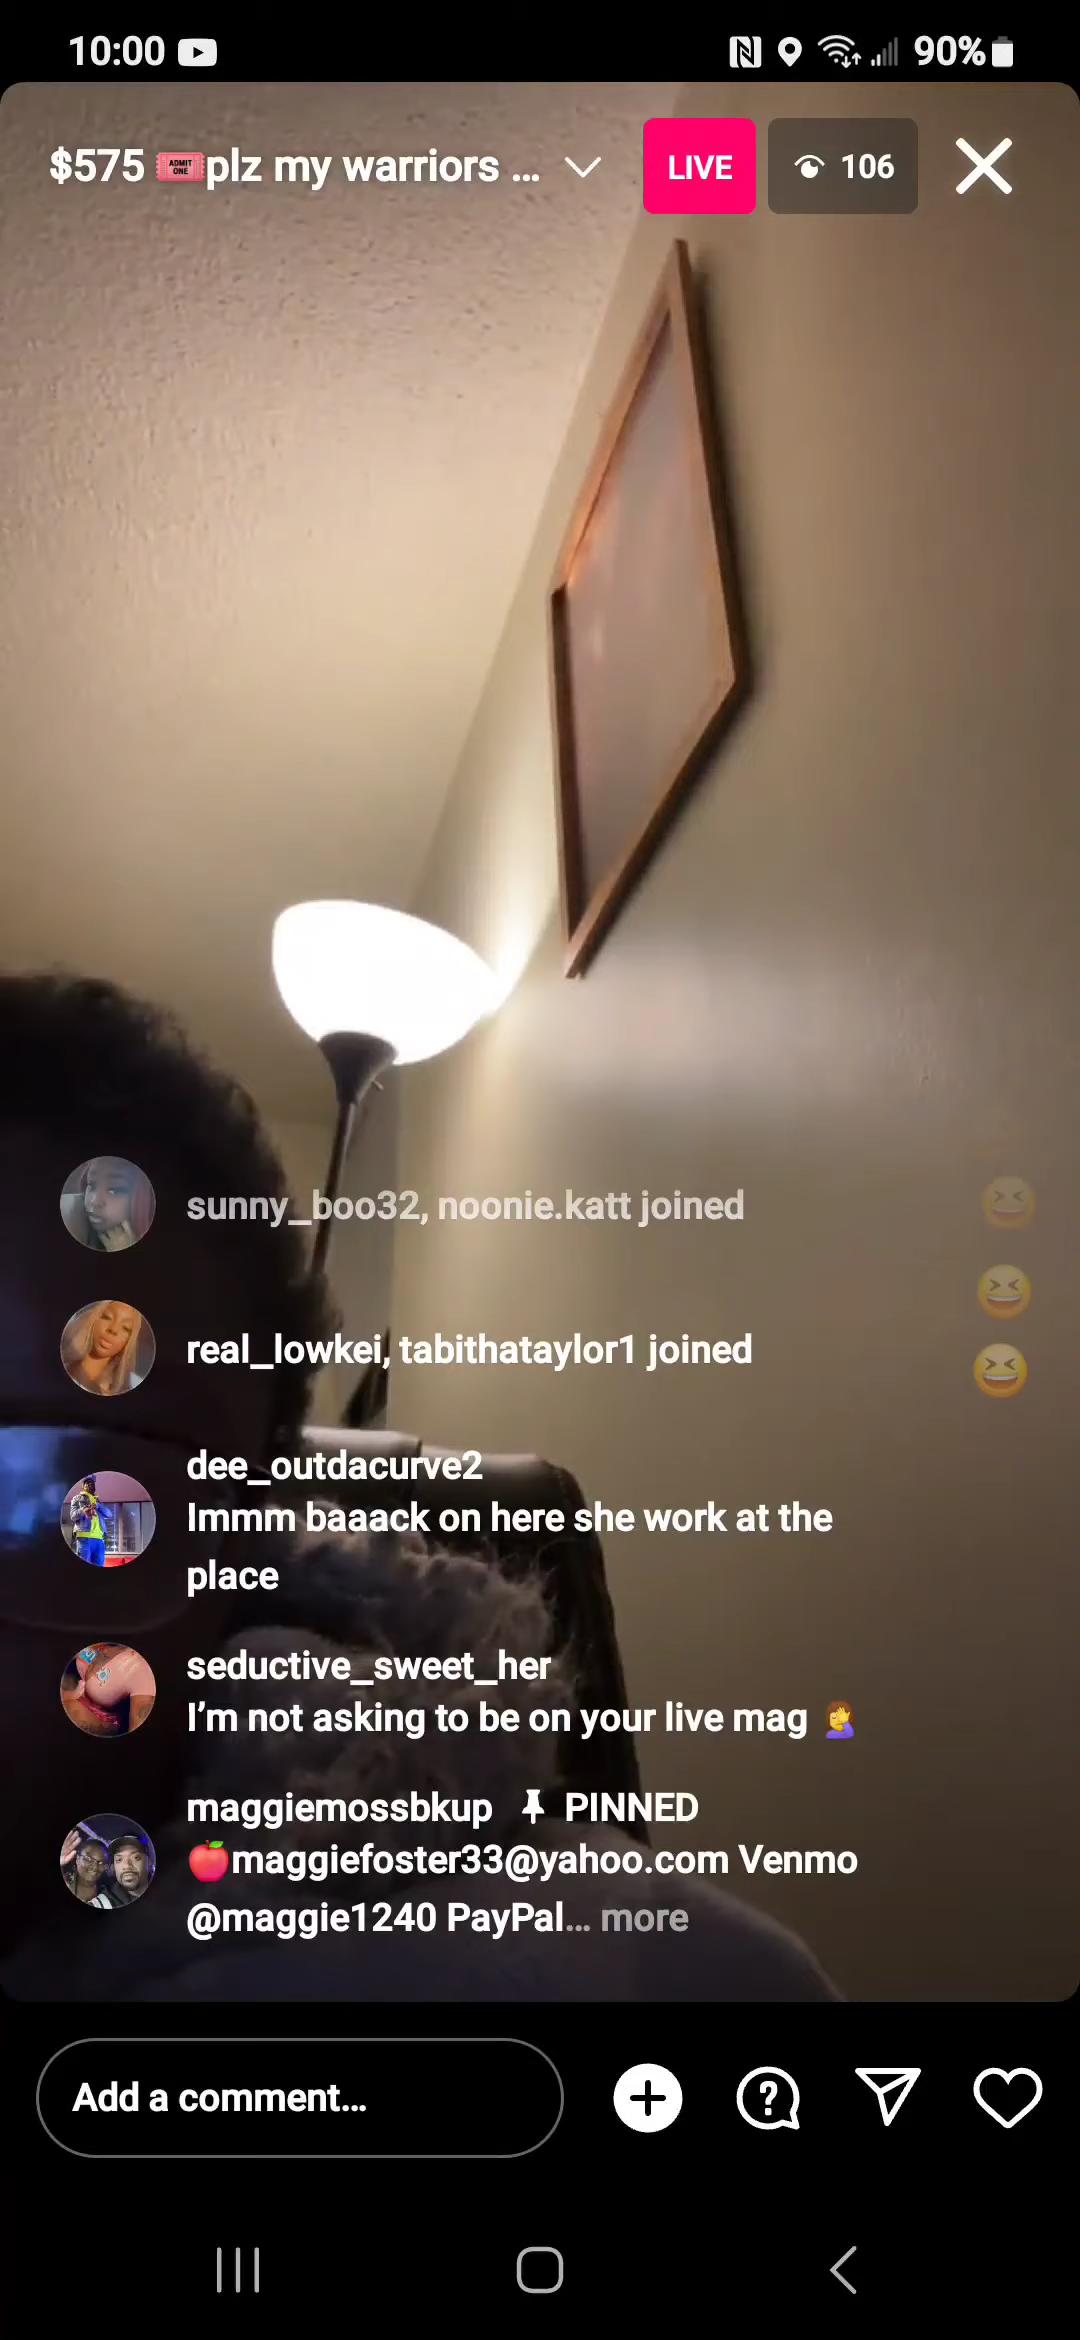 10:00
90%
$575 🎟️plz my warriors ...
LIVE
106
sunny_boo32, noonie.katt joined
real_lowkei, tabithataylor1 joined
dee_outdacurve2
Immm baaack on here she work at the
place
seductive_sweet_her
I’m not asking to be on your live mag 🤦‍♀️
maggiemossbkup 📌 PINNED
🍎maggiefoster33@yahoo.com Venmo
@maggie1240 PayPal... more
Add a comment...